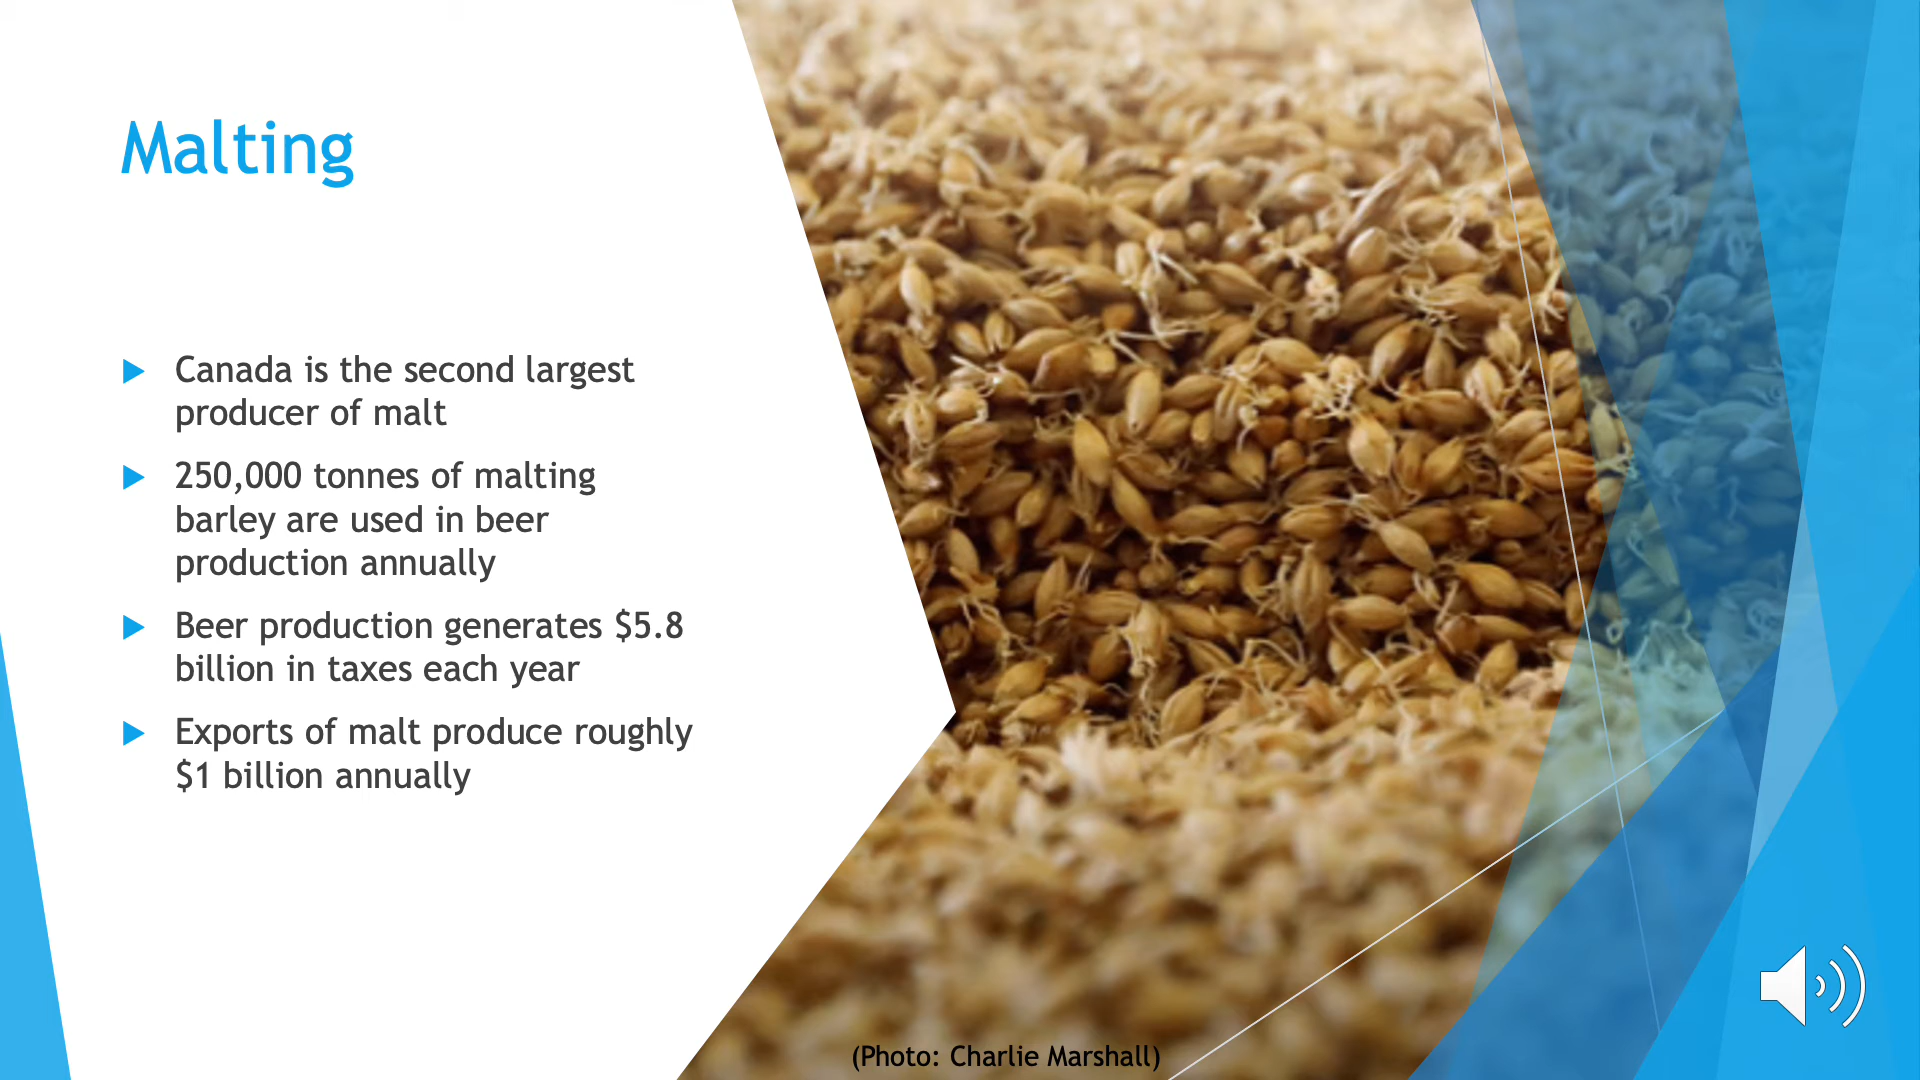 Malting
Canada is the second largest
producer of malt
250,000 tonnes of malting
barley are used in beer
production annually
Beer production generates $5.8
billion in taxes each year
Exports of malt produce roughly
$1 billion annually
(Photo: Charlie Marshall)